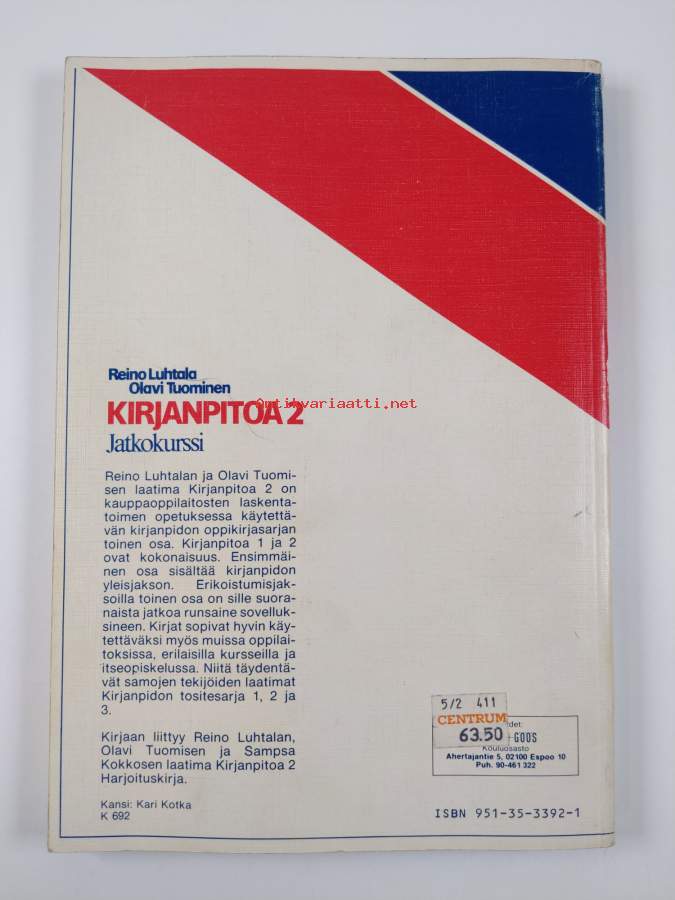 Reino Luhtala
Olavi Tuominen
Antikvariaatti.net
KIRJANPITOA 2
Jatkokurssi
Reino Luhtalan ja Olavi Tuomi-
sen laatima Kirjanpitoa 2 on
kauppaoppilaitosten laskenta-
toimen opetuksessa käytettä-
vän kirjanpidon oppikirjasarjan
toinen osa. Kirjanpitoa 1 ja 2
ovat kokonaisuus. Ensimmäi-
nen osa sisältää kirjanpidon
yleisjakson. Erikoistumisjak-
soilla toinen osa on sille suora-
naista jatkoa runsaine sovelluk-
sineen. Kirjat sopivat hyvin käy-
tettäväksi myös muissa oppilai-
toksissa, erilaisilla kursseilla ja
itseopiskelussa. Niitä täydentä-
vät samojen tekijöiden laatimat
Kirjanpidon tositesarja 1, 2 ja
3.
Kirjaan liittyy Reino Luhtalan,
Olavi Tuomisen ja Sampsa
Kokkosen laatima Kirjanpitoa 2
Harjoituskirja.
Kansi: Kari Kotka
K 692
5/2 411
CENTRUM
63.50
GOOS
Kouluosasto
Ahertajantie 5, 02100 Espoo 10
Puh. 90-461 322
ISBN 951-35-3392-1